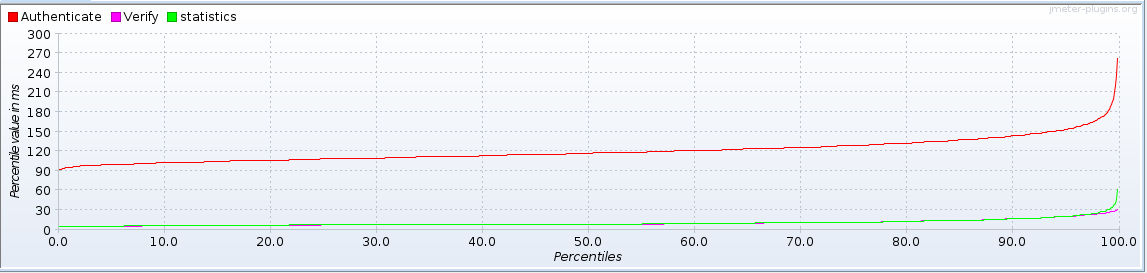 jmeter-plugins.org
Authenticate Verify statistics
300
270
240
210
180
150
120
90
60
30
0
Percentile value in ms
0.0 10.0 20.0 30.0 40.0 50.0 60.0 70.0 80.0 90.0 100.0
Percentiles